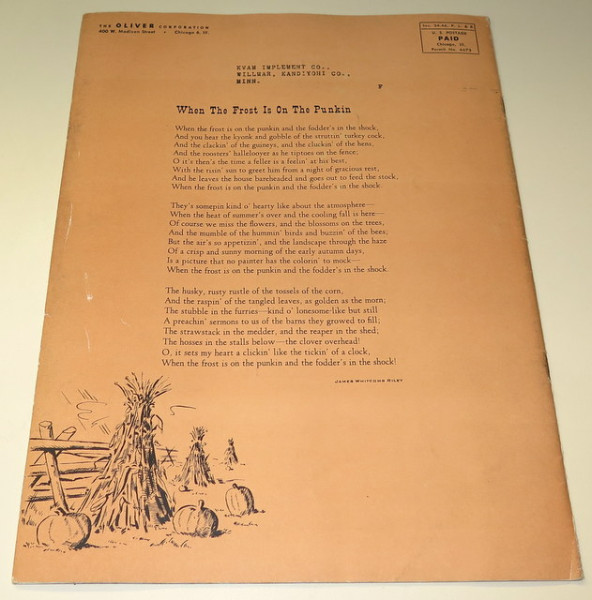 THE OLIVER CORPORATION
400 W. Madison Street • Chicago 6, Ill.
U. S. POSTAGE
PAID
Chicago, Ill.
Permit No.
EVAM IMPLEMENT CO.,
WILLMAR, KANDIYOHI CO.,
MINN.
F
When The Frost Is On The Punkin
When the frost is on the punkin and the fodder's in the shock,
And you hear the kyouk and gobble of the struttin' turkey cock,
And the clackin' of the guineys, and the cluckin' of the hens,
And the roosters' hallelooyer as he tiptoes on the fence;
O it's then's the time a feller is a feelin' at his best,
With the risin' sun to greet him from a night of gracious rest,
And he leaves the house bareheaded and goes out to feed the stock,
When the frost is on the punkin and the fodder's in the shock.
They's somepin kind o' hearty like about the atmosphere—
When the heat of summer's over and the cooling fall is here—
Of course we miss the flowers, and the blossoms on the trees,
And the mumble of the hummin' birds and buzzin' of the bees;
But the air's so appetizin', and the landscape through the haze
Of a crisp and sunny morning of the early autumn days,
Is a picture that no painter has the colorin' to mock—
When the frost is on the punkin and the fodder's in the shock.
The husky, rusty rustle of the tossels of the corn,
And the raspin' of the tangled leaves, as golden as the morn;
The stubble in the furries—kind o' lonesome-like but still
A preachin' sermons to us of the barns they growed to fill;
The strawstack in the medder, and the reaper in the shed;
The hosses in the stalls below—the clover overhead!
O, it sets my heart a clickin' like the tickin' of a clock,
When the frost is on the punkin and the fodder's in the shock!
JAMES WHITCOMB RILEY